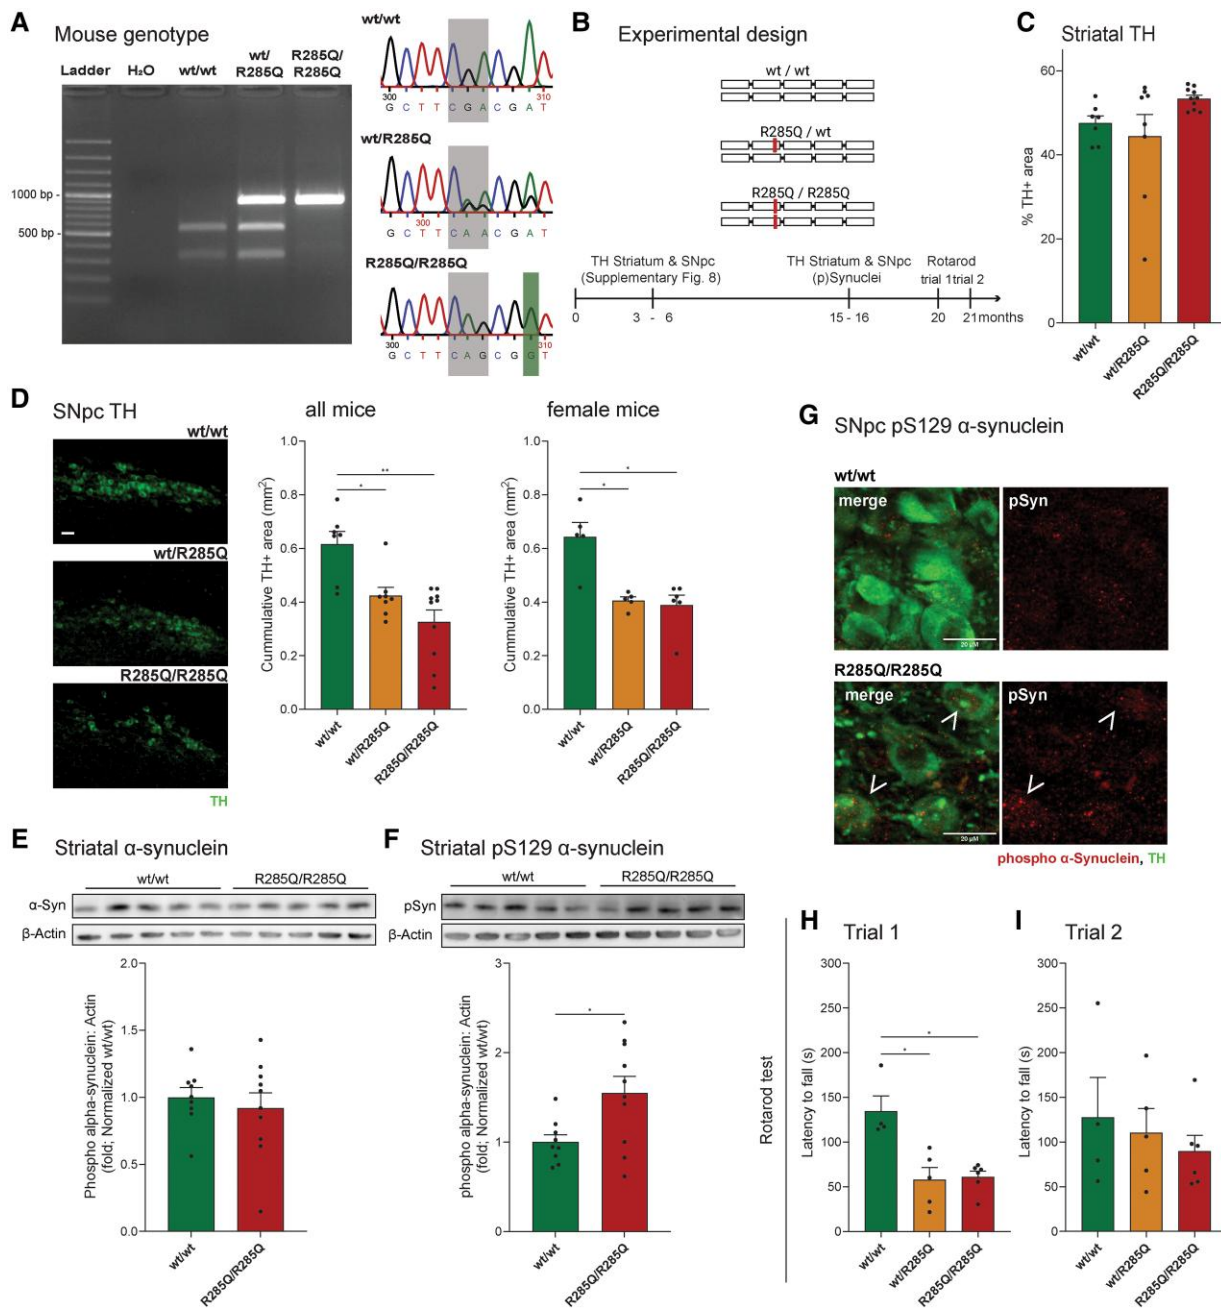 A Mouse genotype
Ladder H₂O wt/wt wt/R285Q R285Q/R285Q
1000 bp -
500 bp -
wt/wt
300 310
G C T T C G A C G A T
wt/R285Q
300
G C T T C A A C G A T
R285Q/R285Q
300 310
G C T T C A G C G G T
B Experimental design
wt / wt
R285Q / wt
R285Q / R285Q
TH Striatum & SNpc
(Supplementary Fig. 8)
TH Striatum & SNpc
(p)Synuclei
Rotarod
trial 1trial 2
0 3 - 6 15 - 16 20 21months
C Striatal TH
% TH+ area
60
40
20
0
wt/wt
wt/R285Q
R285Q/R285Q
D SNpc TH
wt/wt
wt/R285Q
R285Q/R285Q
TH
all mice
Cummulative TH+ area (mm²)
1.0
0.8
0.6
0.4
0.2
0.0
*
**
wt/wt
wt/R285Q
R285Q/R285Q
female mice
Cummulative TH+ area (mm²)
1.0
0.8
0.6
0.4
0.2
0.0
*
*
wt/wt
wt/R285Q
R285Q/R285Q
G SNpc pS129 α-synuclein
wt/wt
merge pSyn
20 µM
R285Q/R285Q
merge pSyn
20 µM
phospho α-Synuclein, TH
E Striatal α-synuclein
wt/wt R285Q/R285Q
α-Syn
β-Actin
Phospho alpha-synuclein: Actin
(fold; Normalized wt/wt)
2.0
1.5
1.0
0.5
0.0
wt/wt
R285Q/R285Q
F Striatal pS129 α-synuclein
wt/wt R285Q/R285Q
pSyn
β-Actin
phospho alpha-synuclein: Actin
(fold; Normalized wt/wt)
3
2
1
0
*
wt/wt
R285Q/R285Q
Rotarod test
H Trial 1
Latency to fall (s)
300
250
200
150
100
50
0
*
*
wt/wt
wt/R285Q
R285Q/R285Q
I Trial 2
Latency to fall (s)
300
250
200
150
100
50
0
wt/wt
wt/R285Q
R285Q/R285Q